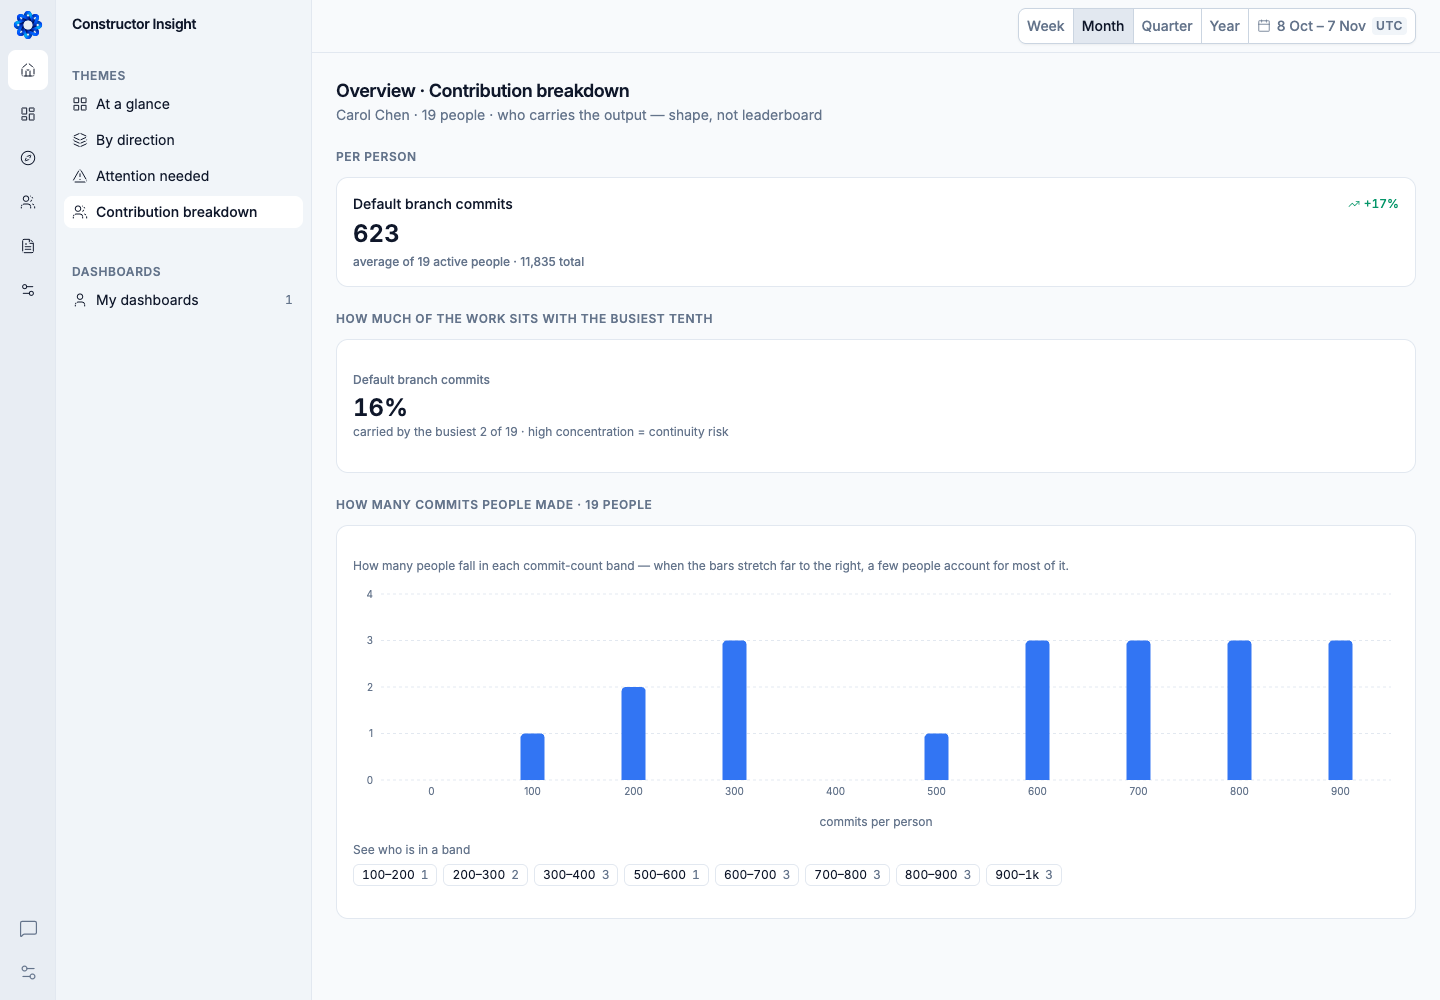 Constructor Insight
THEMES
At a glance
By direction
Attention needed
Contribution breakdown
DASHBOARDS
My dashboards 1
Week Month Quarter Year 8 Oct – 7 Nov UTC
Overview · Contribution breakdown
Carol Chen · 19 people · who carries the output — shape, not leaderboard
PER PERSON
Default branch commits +17%
623
average of 19 active people · 11,835 total
HOW MUCH OF THE WORK SITS WITH THE BUSIEST TENTH
Default branch commits
16%
carried by the busiest 2 of 19 · high concentration = continuity risk
HOW MANY COMMITS PEOPLE MADE · 19 PEOPLE
How many people fall in each commit-count band — when the bars stretch far to the right, a few people account for most of it.
4
3
2
1
0
0 100 200 300 400 500 600 700 800 900
commits per person
See who is in a band
100–200 1 200–300 2 300–400 3 500–600 1 600–700 3 700–800 3 800–900 3 900–1k 3